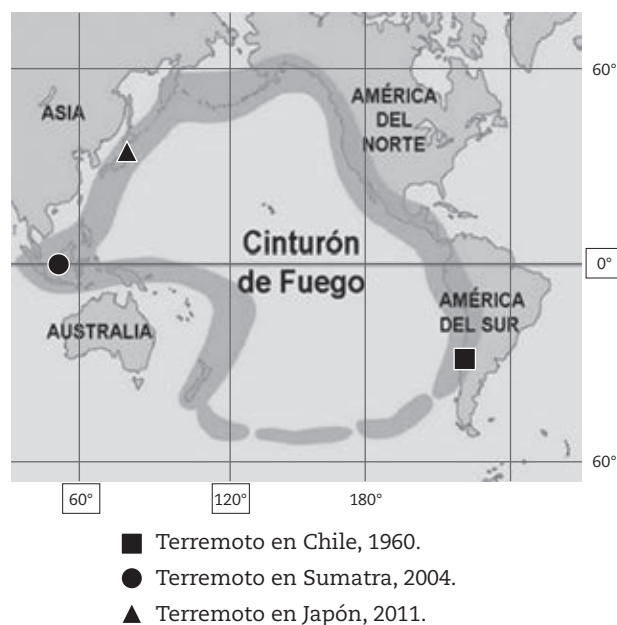 60°
ASIA
AMÉRICA
DEL
NORTE
Cinturón
de Fuego
0°
AMÉRICA
DEL SUR
AUSTRALIA
60°
60°
120°
180°
Terremoto en Chile, 1960.
Terremoto en Sumatra, 2004.
Terremoto en Japón, 2011.